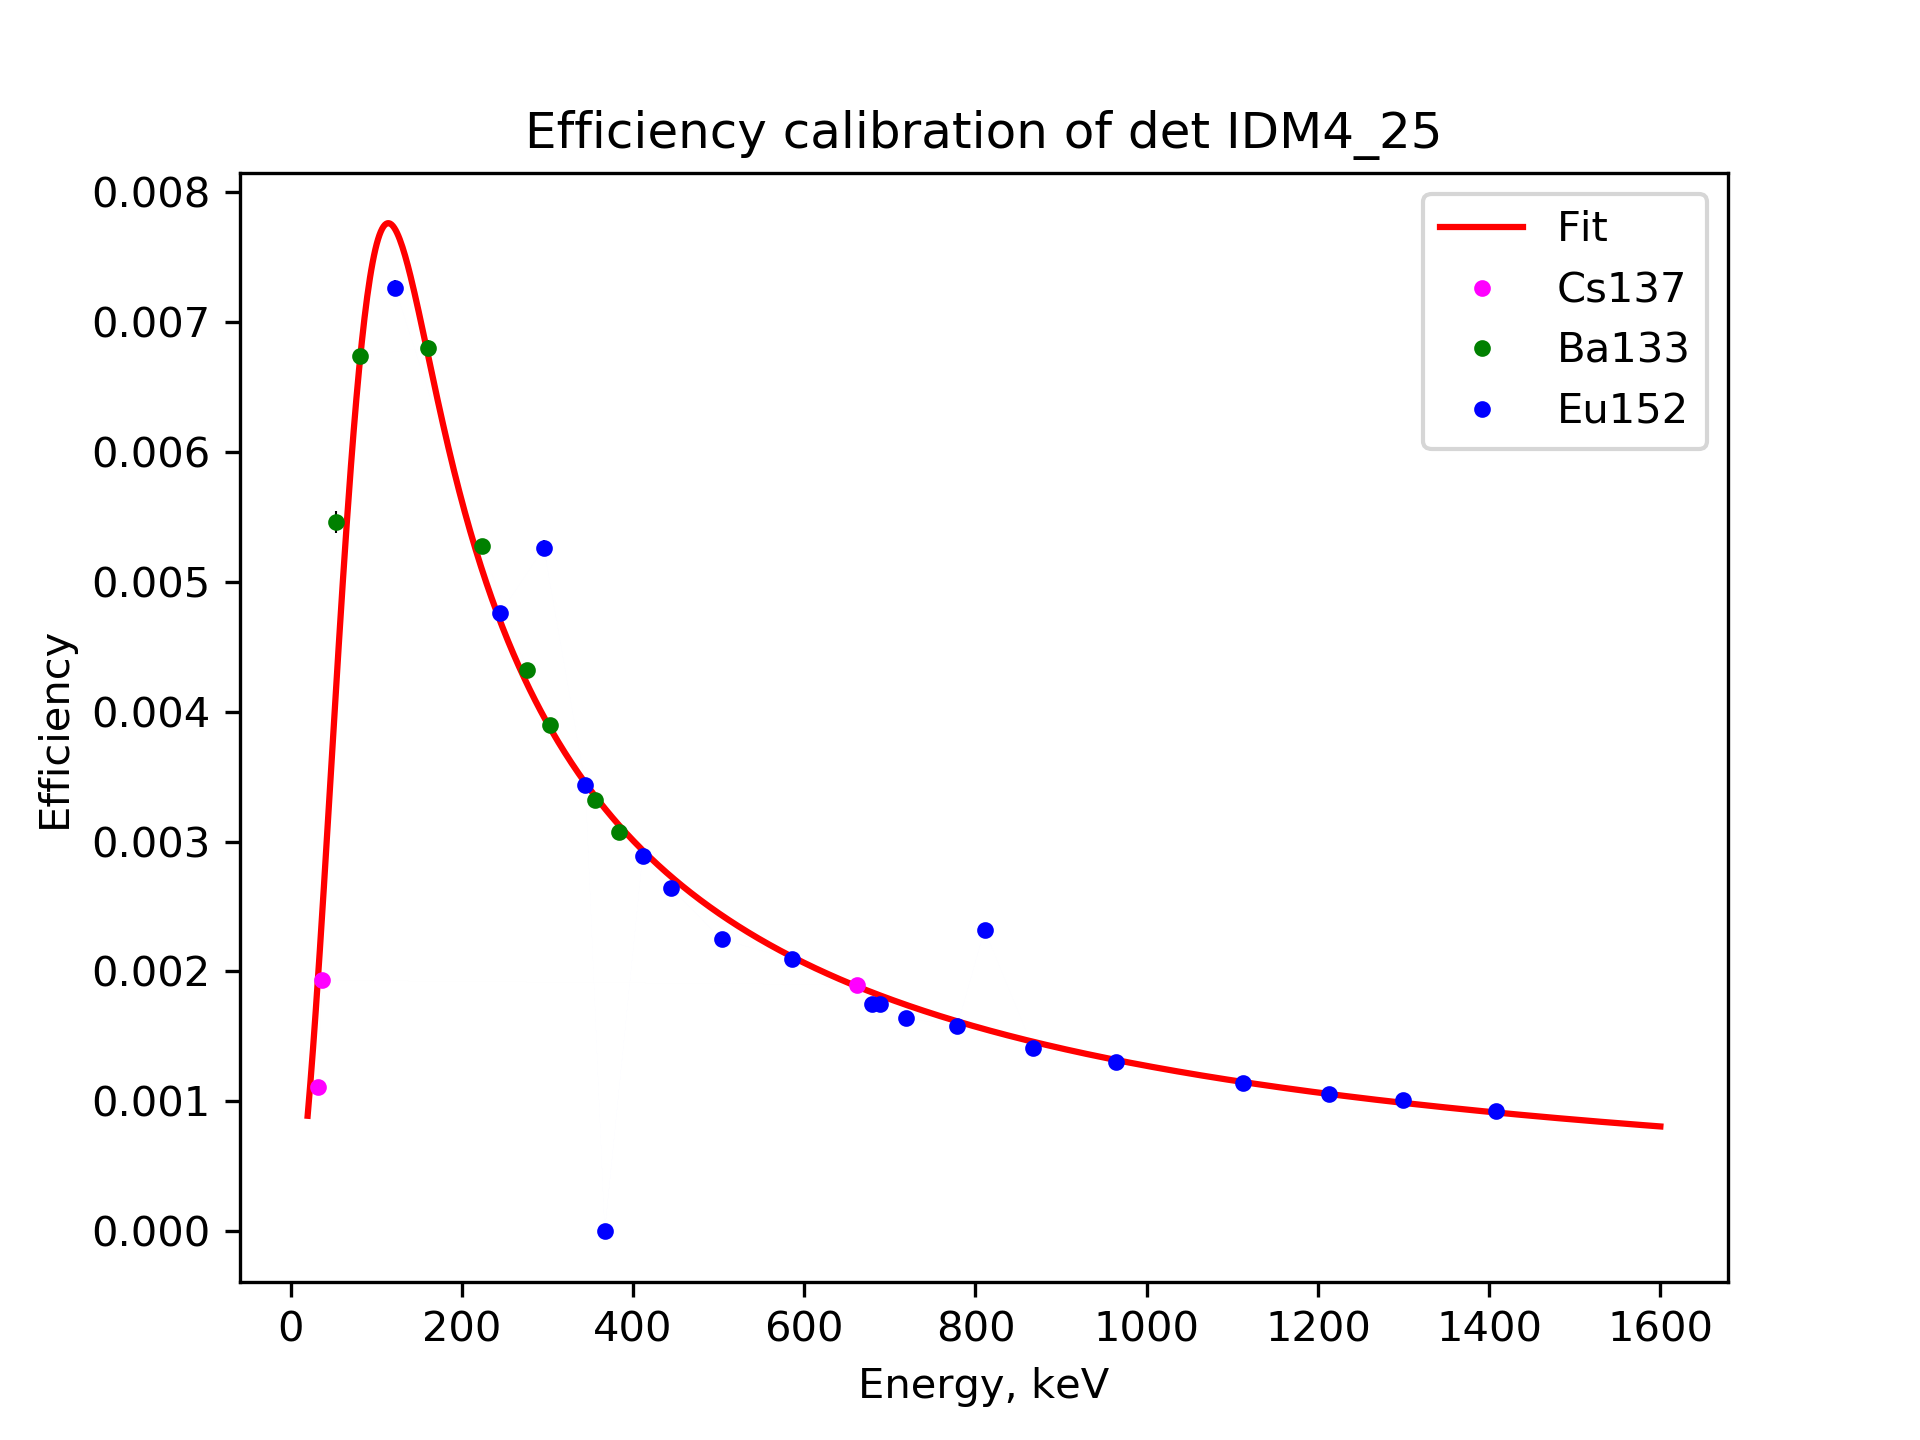 Efficiency calibration of det IDM4_25
0.008
0.007
0.006
0.005
0.004
0.003
0.002
0.001
0.000
Efficiency
Fit
Cs137
Ba133
Eu152
0 200 400 600 800 1000 1200 1400 1600
Energy, keV